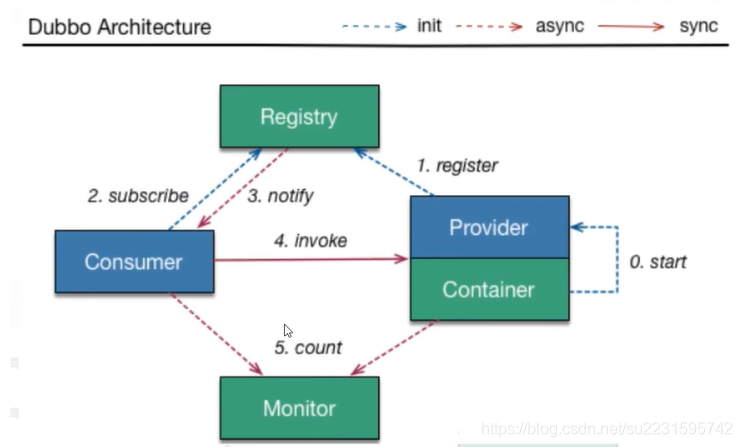 Dubbo Architecture
init
async
sync
Registry
1. register
2. subscribe
3. notify
Provider
4. invoke
Consumer
0. start
Container
5. count
Monitor
https://blog.csdn.net/su2231595742